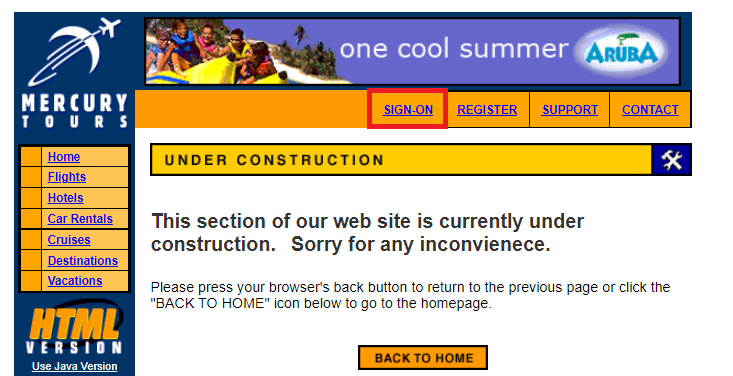 one cool summer ARUBA
MERCURY
TOURS
SIGN-ON REGISTER SUPPORT CONTACT
Home
Flights
Hotels
Car Rentals
Cruises
Destinations
Vacations
HTML
VERSION
Use Java Version
UNDER CONSTRUCTION
This section of our web site is currently under
construction. Sorry for any inconvienece.
Please press your browser's back button to return to the previous page or click the
"BACK TO HOME" icon below to go to the homepage.
BACK TO HOME